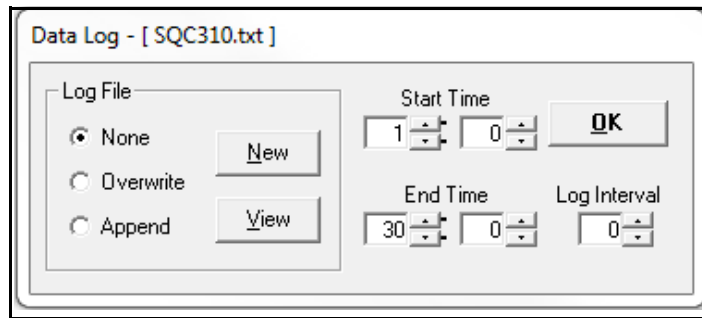 Data Log - [ SQC310.txt ]
Log File
None
Overwrite
Append
New
View
Start Time
1 : 0
OK
End Time
30 : 0
Log Interval
0